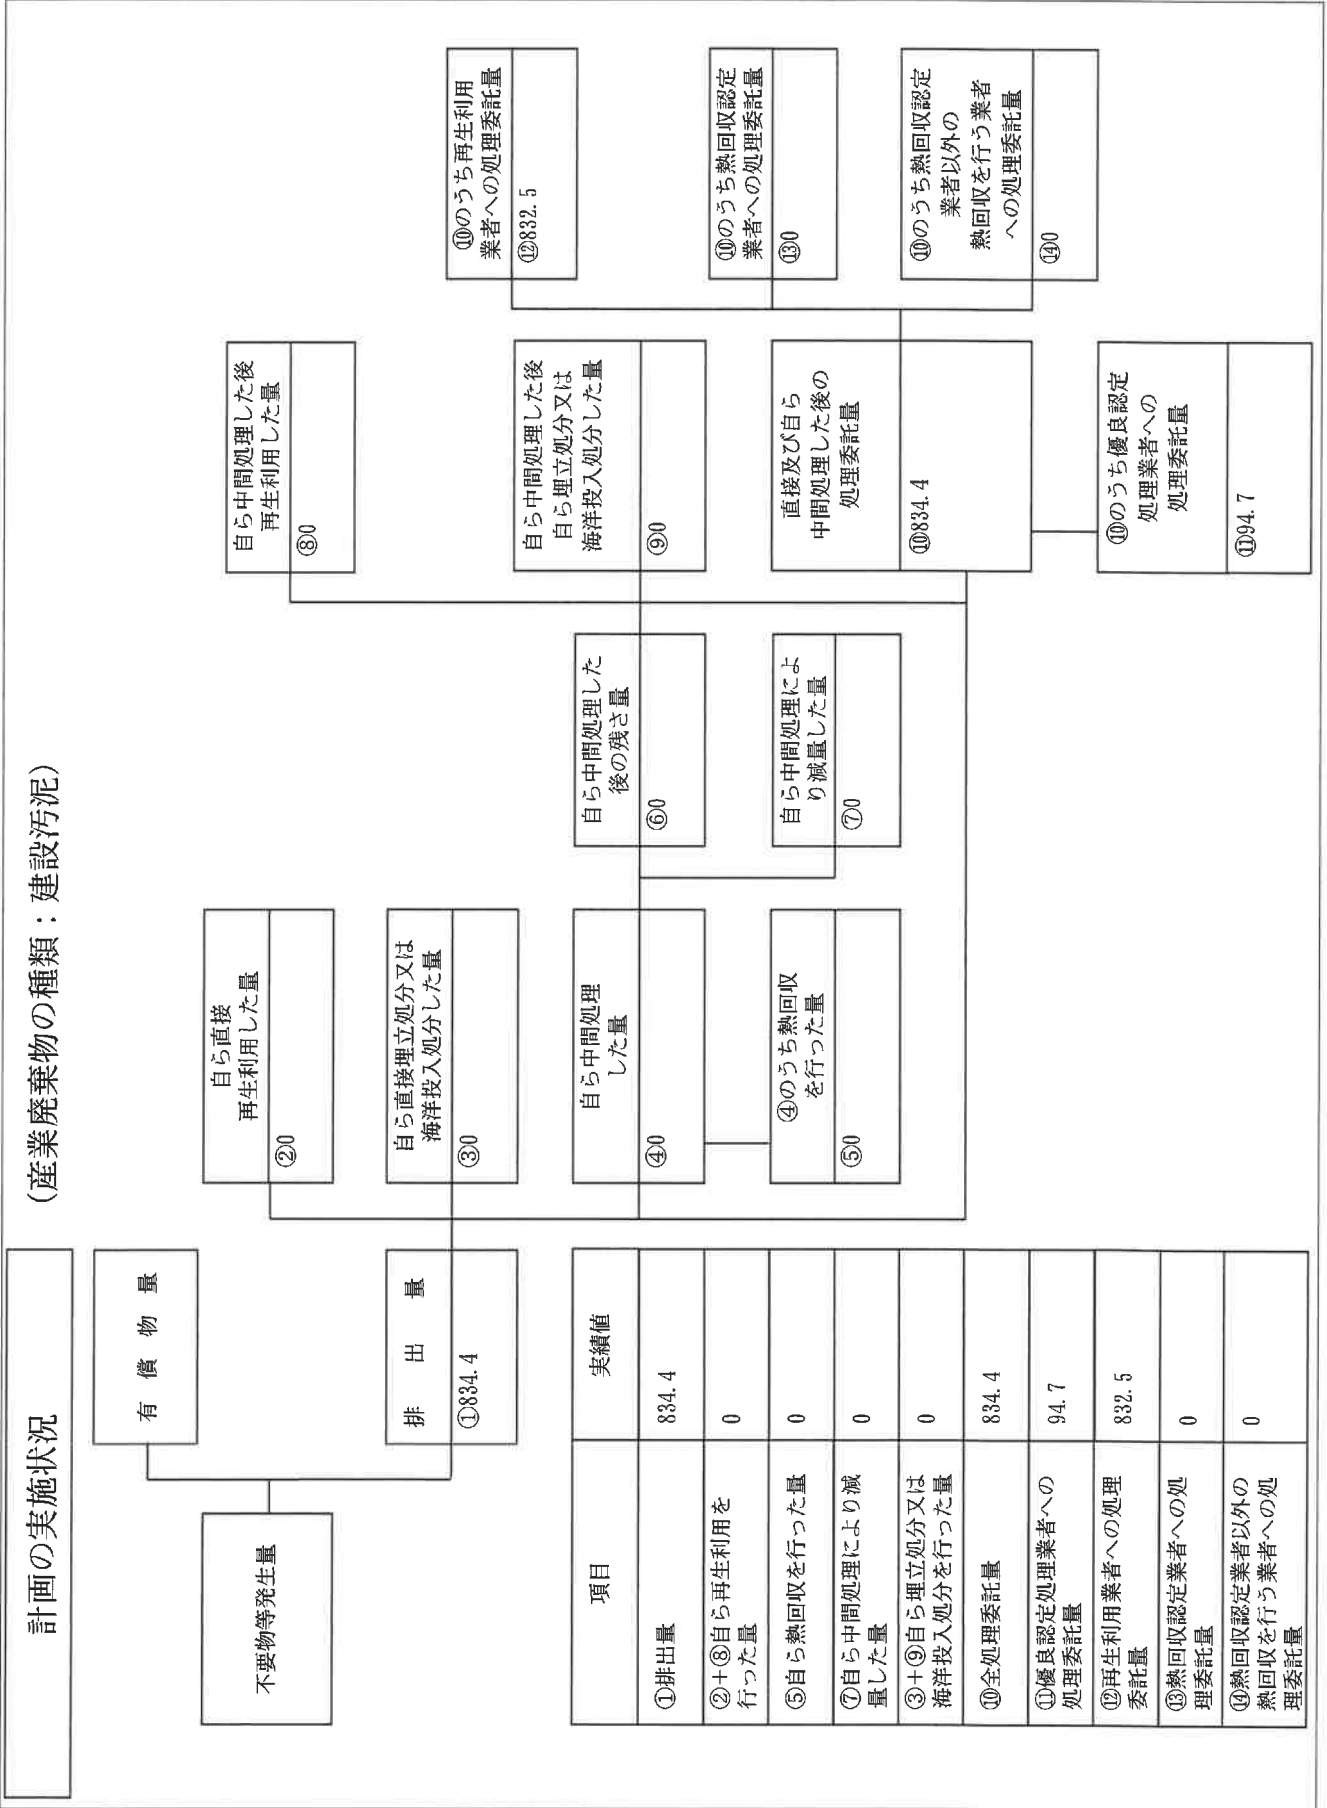 計画の実施状況
（産業廃棄物の種類：建設汚泥）
不要物等発生量
有償物量
排出量
①834.4
自ら直接
再生利用した量
②0
自ら直接埋立処分又は
海洋投入処分した量
③0
自ら中間処理
した量
④0
④のうち熱回収
を行った量
⑤0
自ら中間処理した
後の残さ量
⑥0
自ら中間処理によ
り減量した量
⑦0
自ら中間処理した後
再生利用した量
⑧0
自ら中間処理した後
自ら埋立処分又は
海洋投入処分した量
⑨0
直接及び自ら
中間処理した後の
処理委託量
⑩834.4
⑩のうち優良認定
処理業者への
処理委託量
⑪94.7
⑩のうち再生利用
業者への処理委託量
⑫832.5
⑩のうち熱回収認定
業者への処理委託量
⑬0
⑩のうち熱回収認定
業者以外の
熱回収を行う業者
への処理委託量
⑭0
項目
実績値
①排出量
834.4
②＋⑧自ら再生利用を
行った量
0
⑤自ら熱回収を行った量
0
⑦自ら中間処理により減
量した量
0
③＋⑨自ら埋立処分又は
海洋投入処分を行った量
0
⑩全処理委託量
834.4
⑪優良認定処理業者への
処理委託量
94.7
⑫再生利用業者への処理
委託量
832.5
⑬熱回収認定業者への処
理委託量
0
⑭熱回収認定業者以外の
熱回収を行う業者への処
理委託量
0